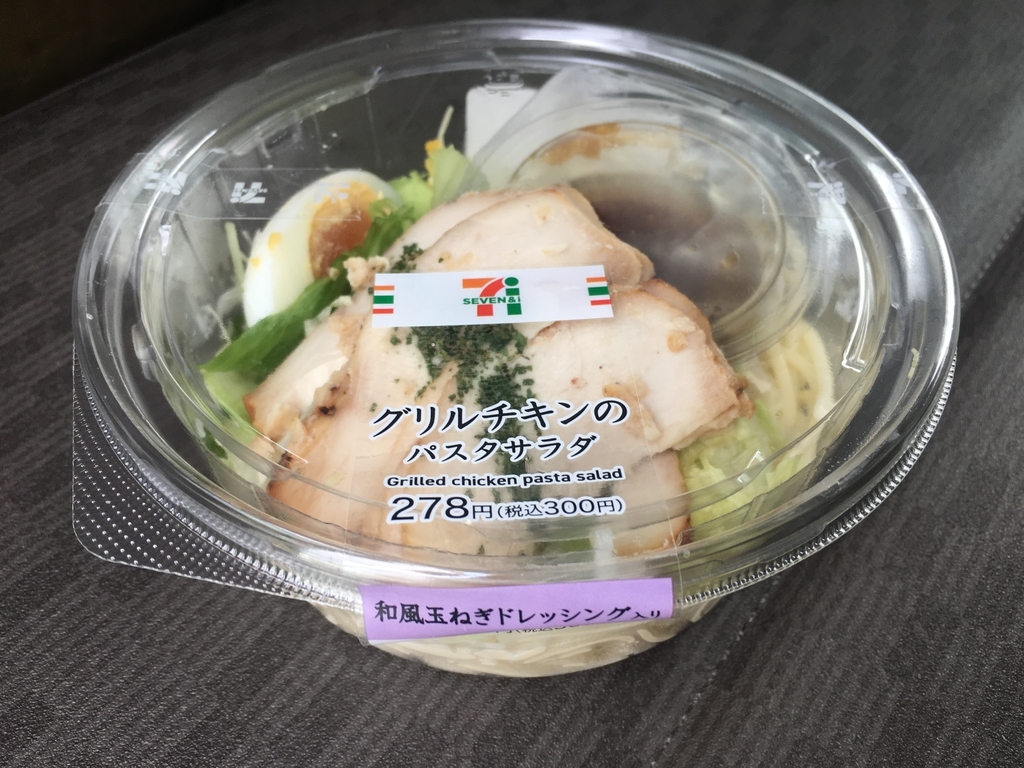 7i
SEVEN&i
グリルチキンの
パスタサラダ
Grilled chicken pasta salad
278円(税込300円)
和風玉ねぎドレッシング入り